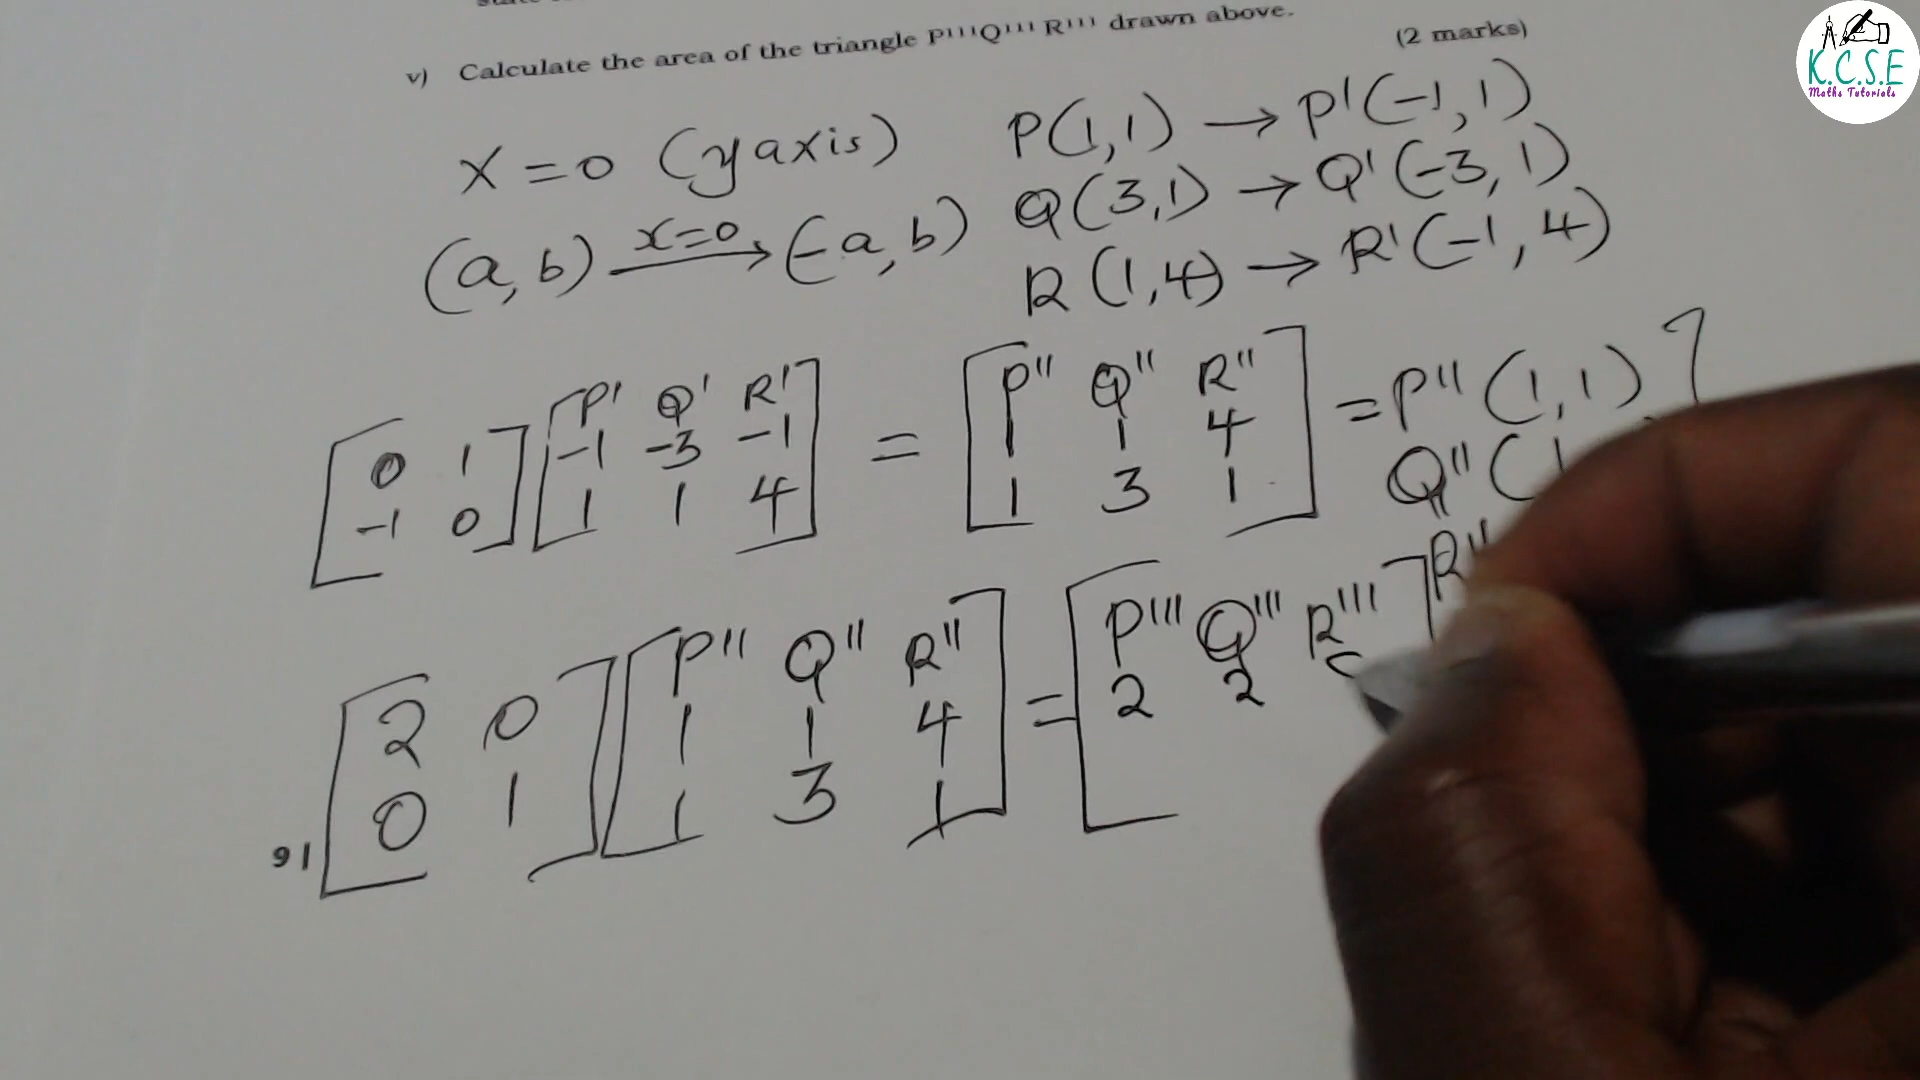 v) Calculate the area of the triangle P'''Q'''R''' drawn above.
(2 marks)
K.C.S.E
Maths Tutorials
X = 0 (y axis)
P(1,1) → P'(-1,1)
Q(3,1) → Q'(-3,1)
(a,b) x=0→ (-a,b)
R(1,4) → R'(-1,4)
P' Q' R' P'' Q'' R'' = P''(1,1)
0 1 -1 -3 -1 = 1 1 4
-1 0 1 1 4 1 3 1 Q''(1
R''
P'' Q'' R'' P''' Q''' R'''
2 0 1 1 4 = 2 2
0 1 1 3 1
91